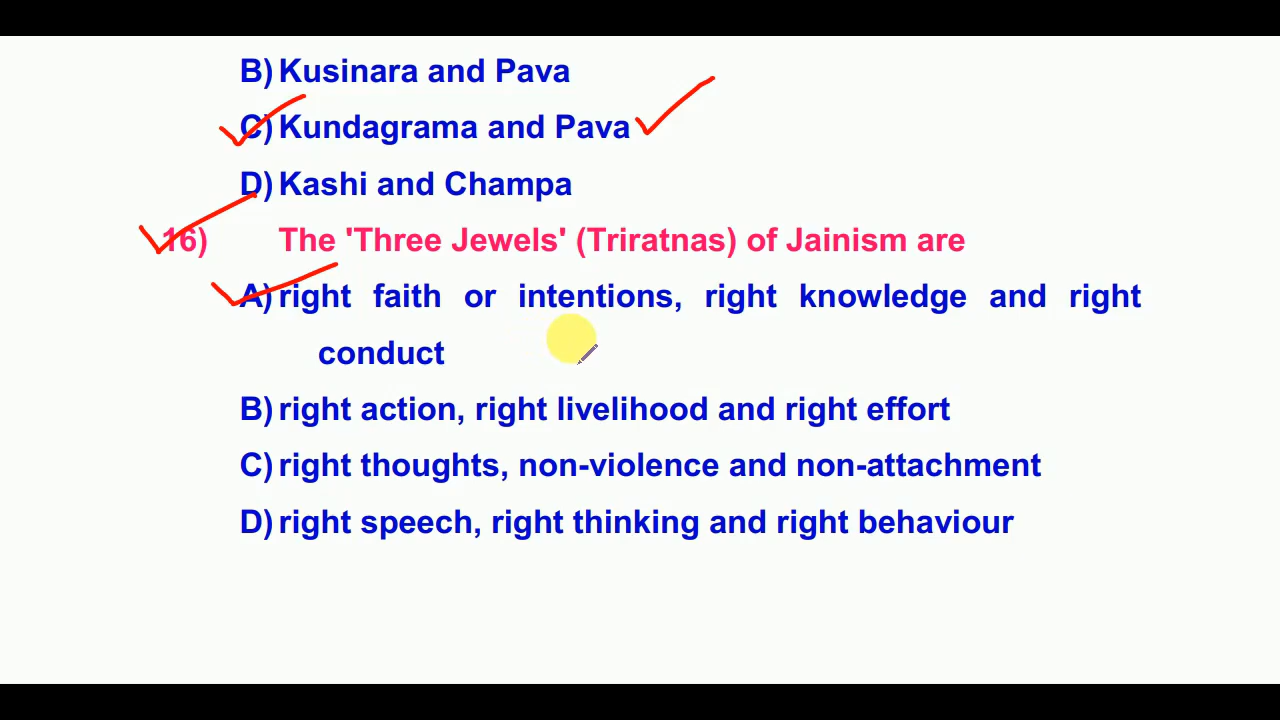 B) Kusinara and Pava
C) Kundagrama and Pava
D) Kashi and Champa
16) The 'Three Jewels' (Triratnas) of Jainism are
A) right faith or intentions, right knowledge and right
conduct
B) right action, right livelihood and right effort
C) right thoughts, non-violence and non-attachment
D) right speech, right thinking and right behaviour